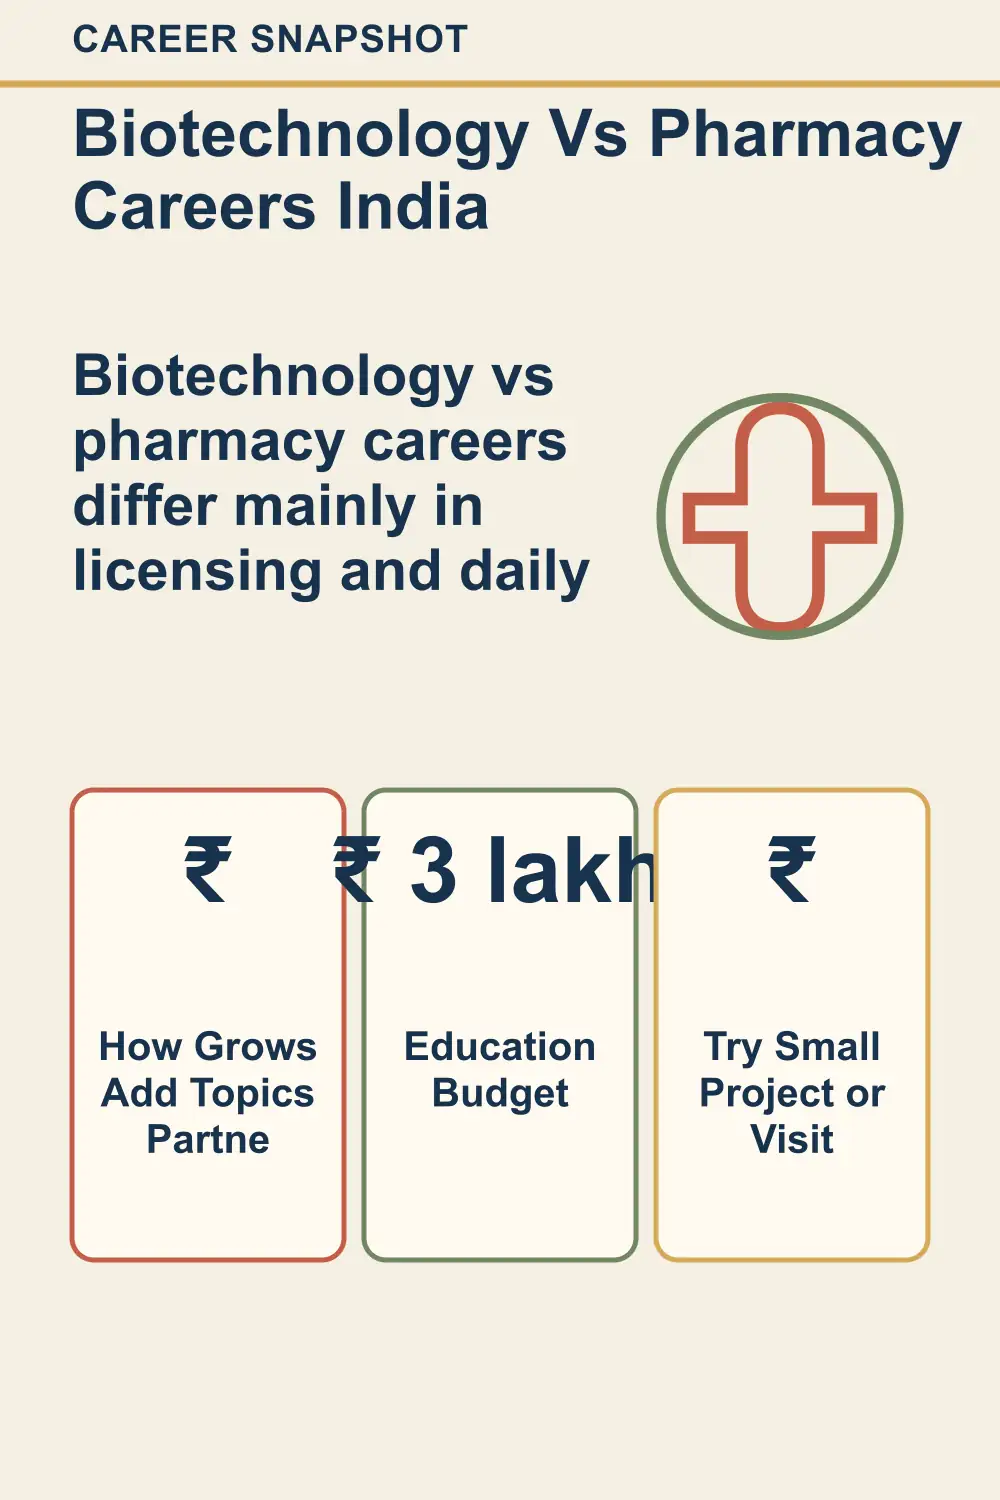 CAREER SNAPSHOT
Biotechnology Vs Pharmacy
Careers India
Biotechnology vs
pharmacy careers
differ mainly in
licensing and daily
₹
How Grows
Add Topics
Partne
₹ 3 lakh
Education
Budget
₹
Try Small
Project or
Visit